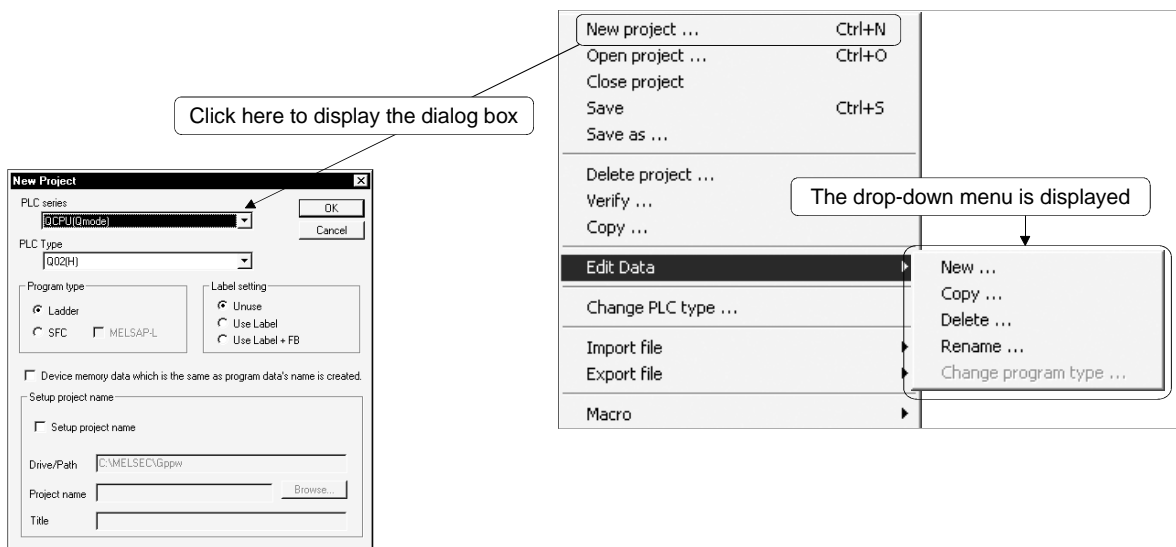 New project ... Ctrl+N
Open project ... Ctrl+O
Close project
Save Ctrl+S
Save as ...
Delete project ...
Verify ...
Copy ...
Edit Data
Change PLC type ...
Import file
Export file
Macro
Click here to display the dialog box
The drop-down menu is displayed
New ...
Copy ...
Delete ...
Rename ...
Change program type ...
New Project
PLC series
QCPU(Qmode)
OK
Cancel
PLC Type
Q02(H)
Program type
Ladder
SFC MELSAP-L
Label setting
Unuse
Use Label
Use Label + FB
Device memory data which is the same as program data's name is created.
Setup project name
Setup project name
Drive/Path C:\MELSEC\Gppw
Project name Browse...
Title